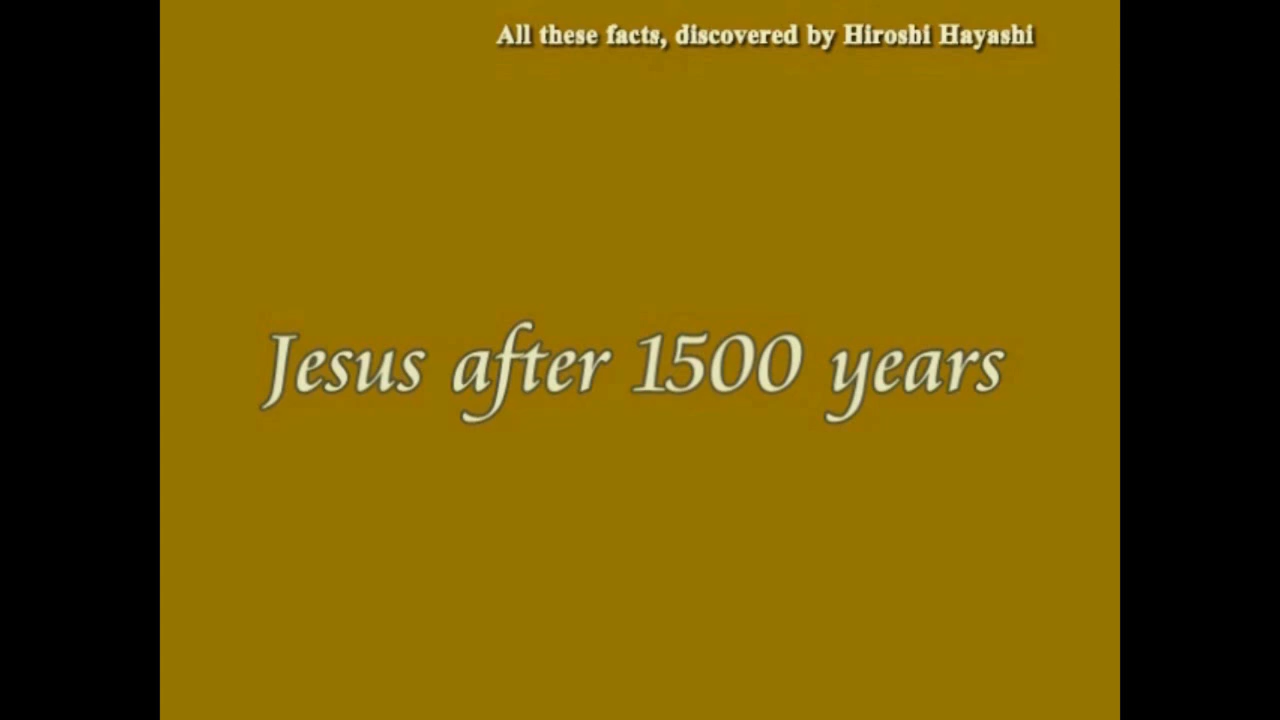 All these facts, discovered by Hiroshi Hayashi
Jesus after 1500 years